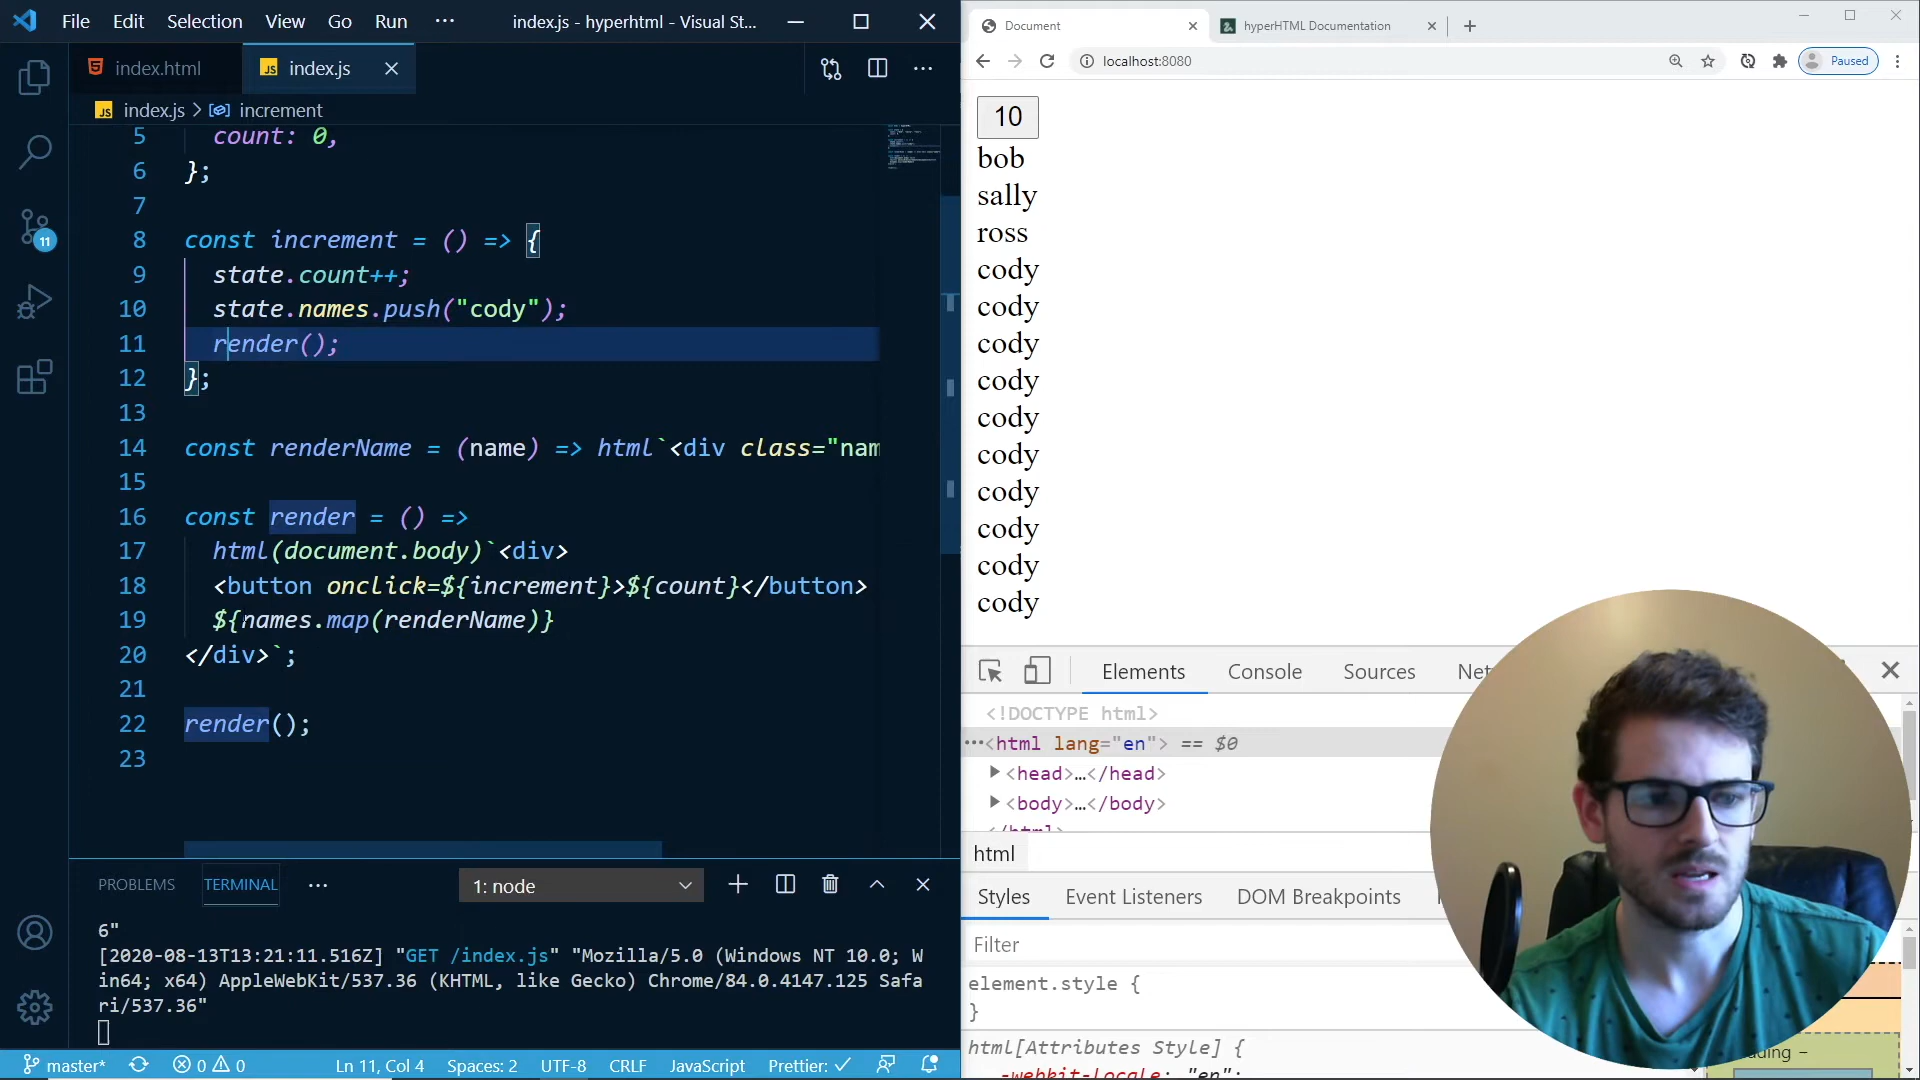 File Edit Selection View Go Run ··· index.js - hyperhtml - Visual St...
index.html
index.js
index.js > increment
5 count: 0,
6 };
7
8 const increment = () => {
9 state.count++;
10 state.names.push("cody");
11 render();
12 };
13
14 const renderName = (name) => html`<div class="nam
15
16 const render = () =>
17 html(document.body)`<div>
18 <button onclick=${increment}>${count}</button>
19 ${names.map(renderName)}
20 </div>`;
21
22 render();
23
11
PROBLEMS TERMINAL ··· 1: node
6"
[2020-08-13T13:21:11.516Z] "GET /index.js" "Mozilla/5.0 (Windows NT 10.0; W
in64; x64) AppleWebKit/537.36 (KHTML, like Gecko) Chrome/84.0.4147.125 Safa
ri/537.36"
master* 0 0 Ln 11, Col 4 Spaces: 2 UTF-8 CRLF JavaScript Prettier: ✓
Document
hyperHTML Documentation
localhost:8080
Paused
10
bob
sally
ross
cody
cody
cody
cody
cody
cody
cody
cody
cody
cody
Elements Console Sources Net
<!DOCTYPE html>
···<html lang="en"> == $0
<head>…</head>
<body>…</body>
</html>
html
Styles Event Listeners DOM Breakpoints
Filter
element.style {
}
html[Attributes Style] {
-webkit-locale: "en";